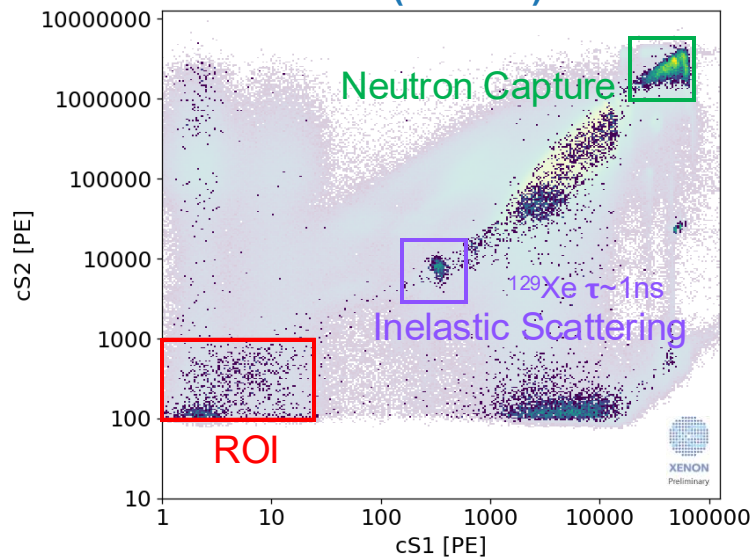 10000000
1000000
100000
10000
1000
100
10
cS2 [PE]
Neutron Capture
¹²⁹Xe τ~1ns
Inelastic Scattering
ROI
XENON
Preliminary
1 10 100 1000 10000 100000
cS1 [PE]